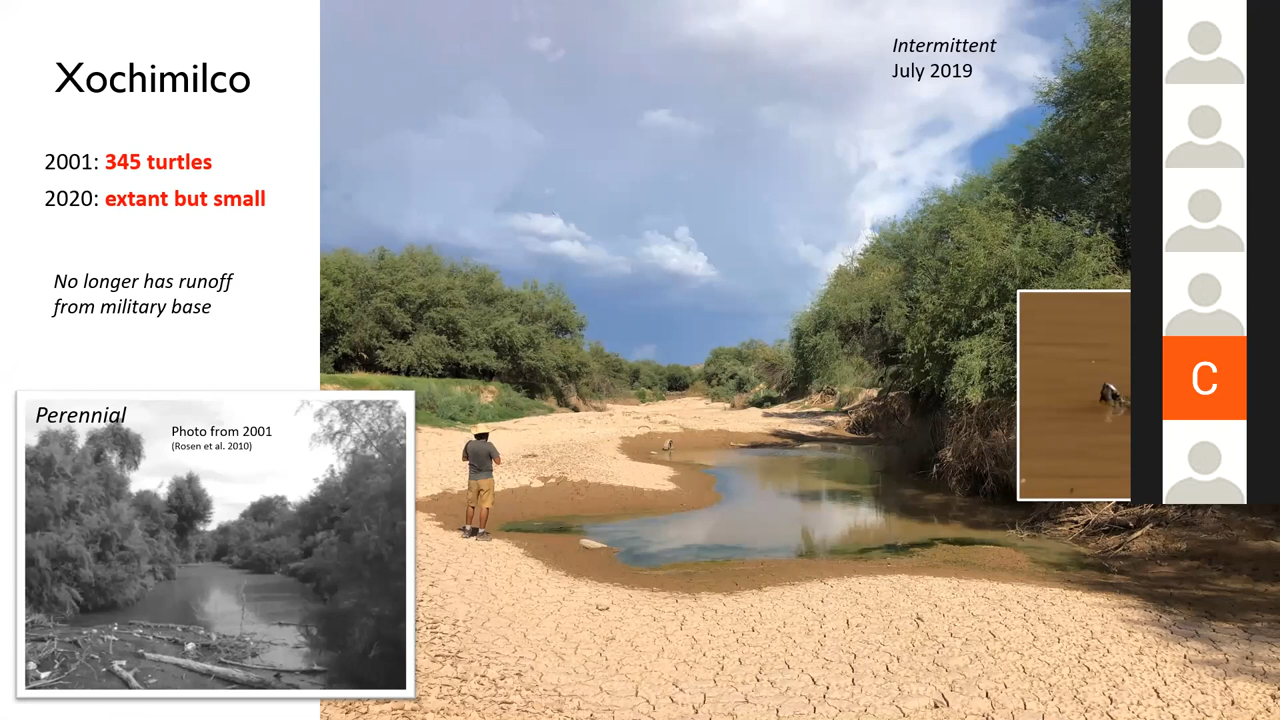 Xochimilco
2001: 345 turtles
2020: extant but small
No longer has runoff
from military base
Perennial
Photo from 2001
(Rosen et al. 2010)
Intermittent
July 2019
C